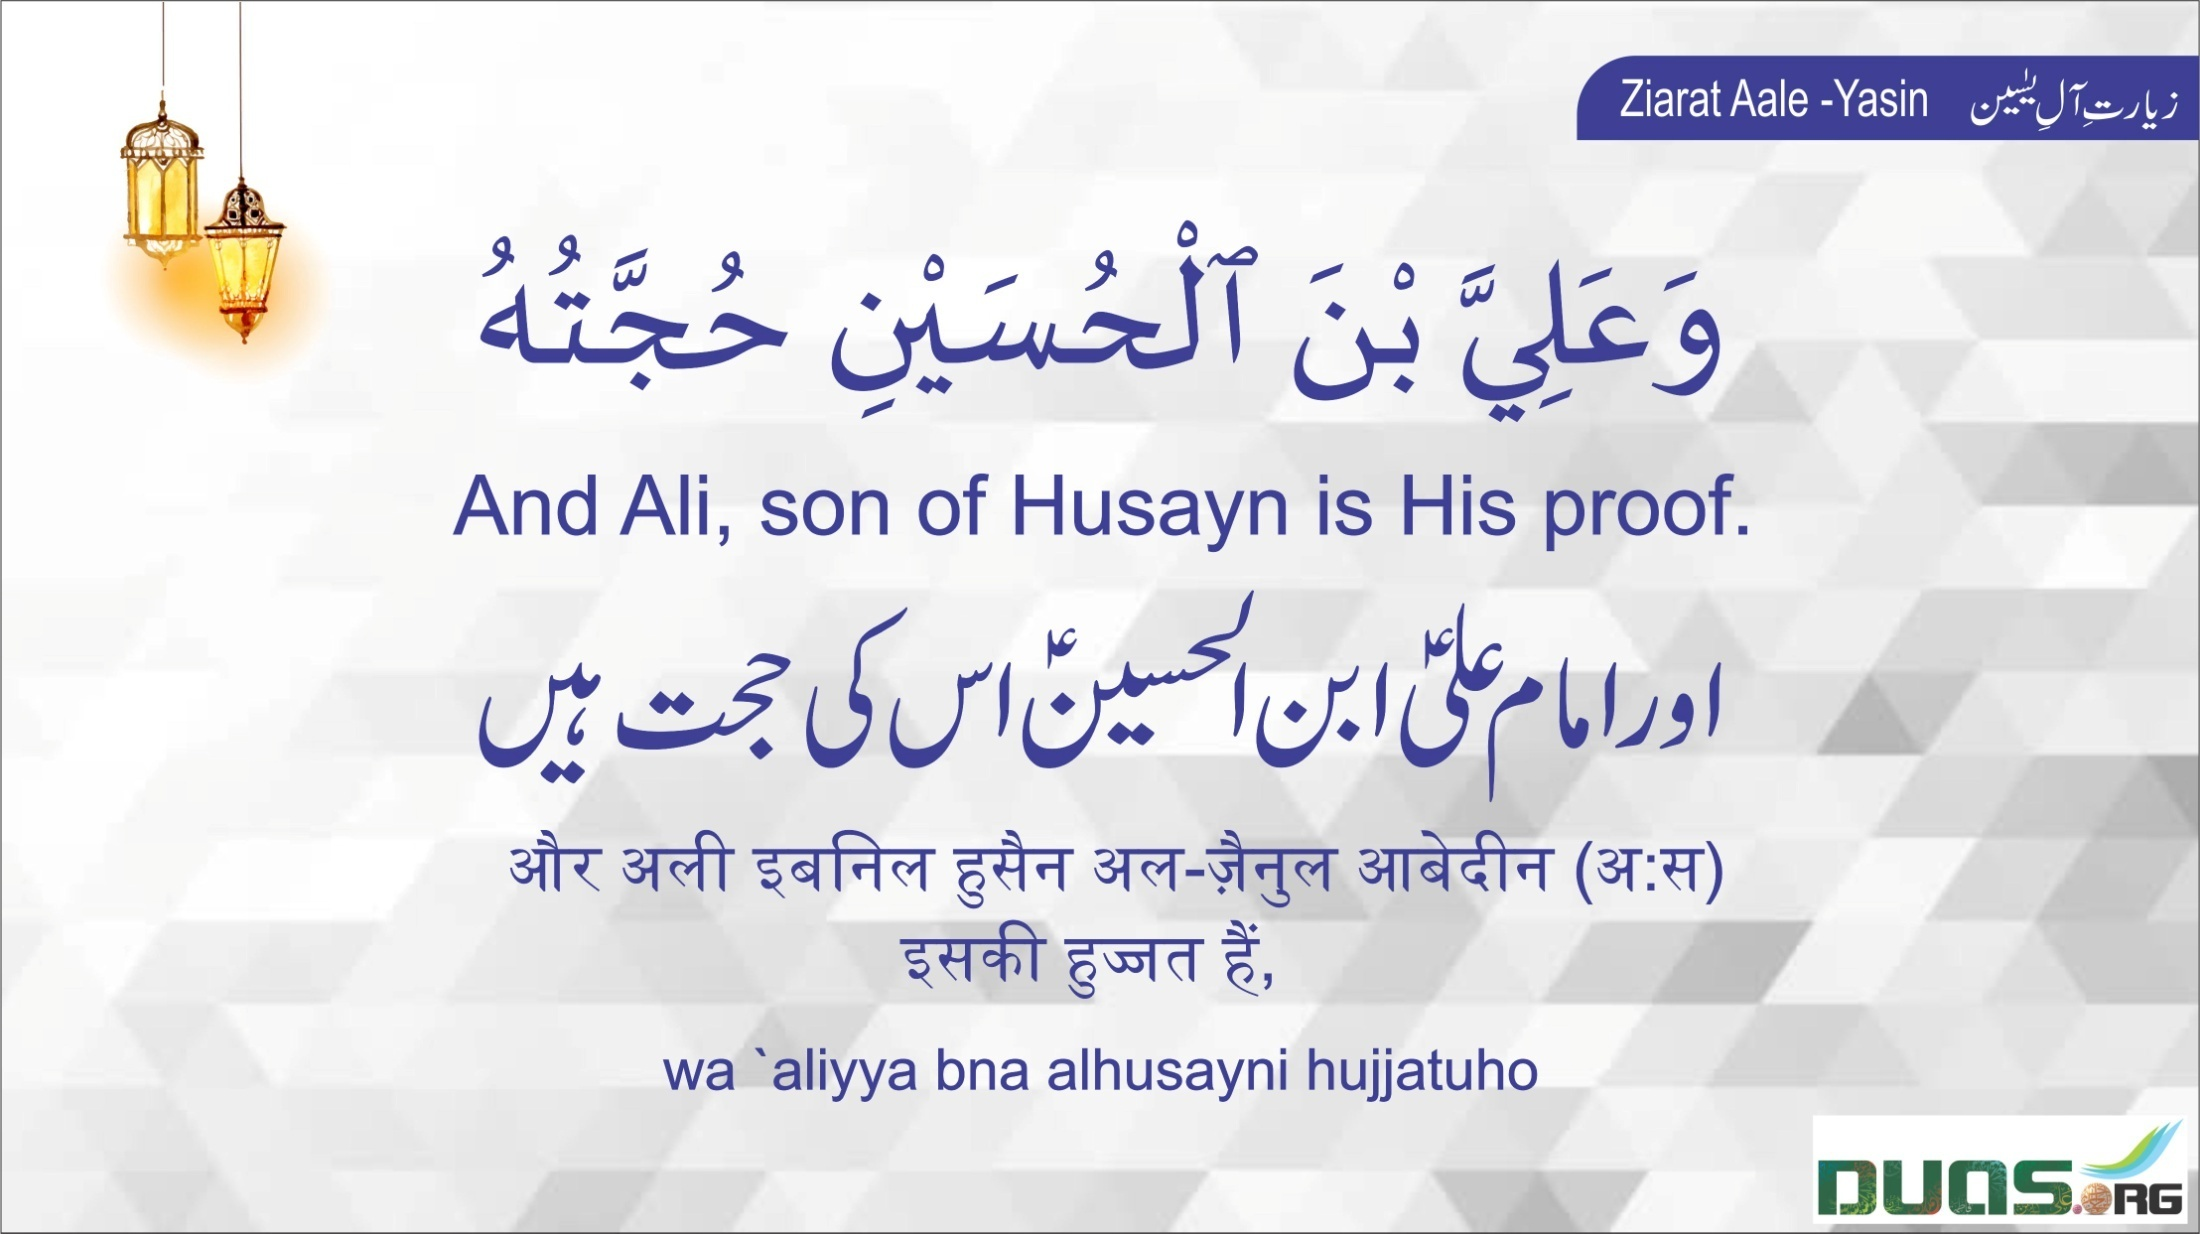 Ziarat Aale -Yasin زیارتِ آلِ یٰسین
وَعَلِيَّ بْنَ ٱلْحُسَيْنِ حُجَّتُهُ
And Ali, son of Husayn is His proof.
اور امام علیؑ ابن الحسینؑ اس کی حجت ہیں
और अली इबनिल हुसैन अल-ज़ैनुल आबेदीन (अ:स)
इसकी हुज्जत हैं,
wa `aliyya bna alhusayni hujjatuho
DUAS.ORG